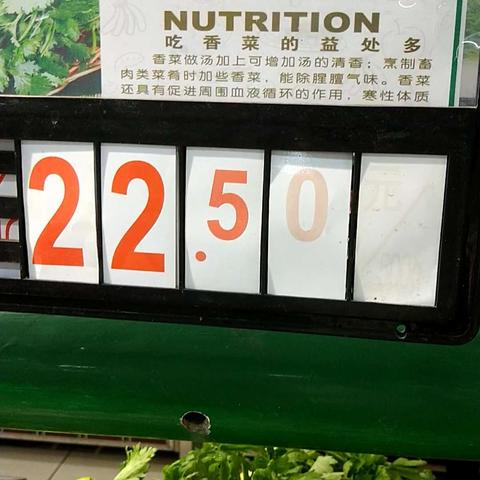 NUTRITION
吃香菜的益处多
香菜做汤加上可增加汤的清香；烹制畜
肉类菜肴时加些香菜，能除腥膻气味。香菜
还具有促进周围血液循环的作用，寒性体质
22.50